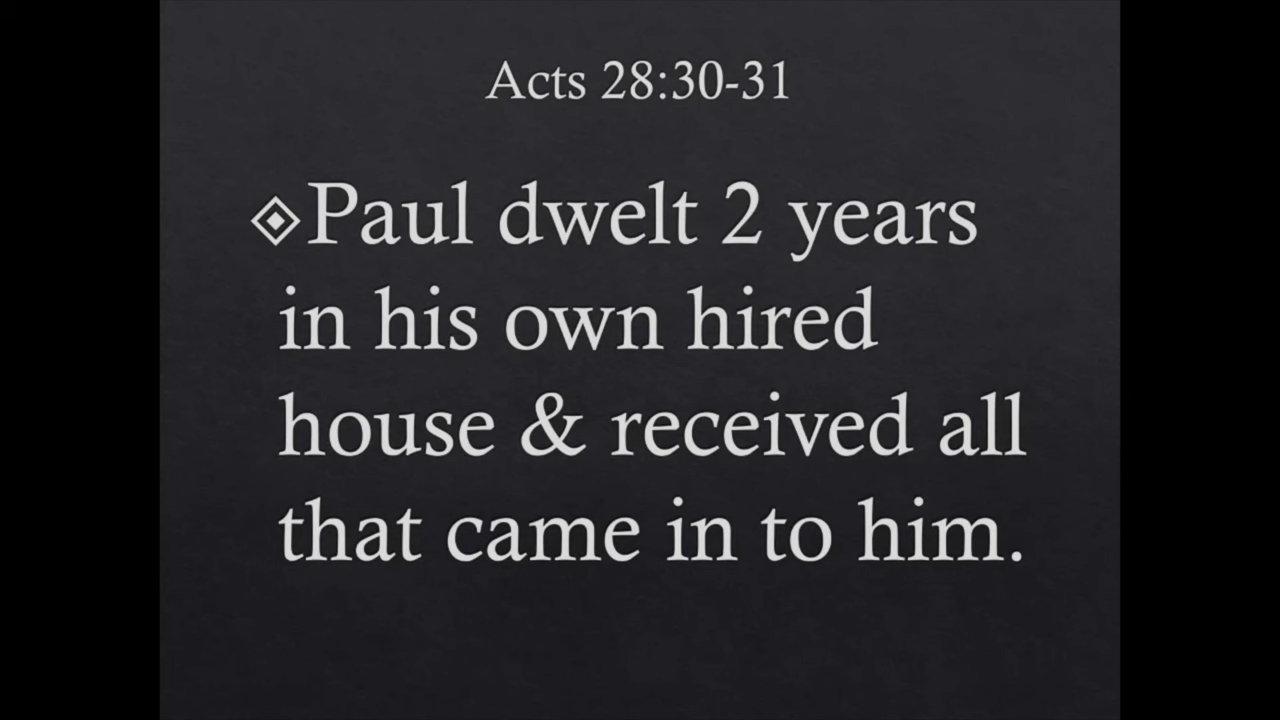 Acts 28:30-31
Paul dwelt 2 years
in his own hired
house & received all
that came in to him.